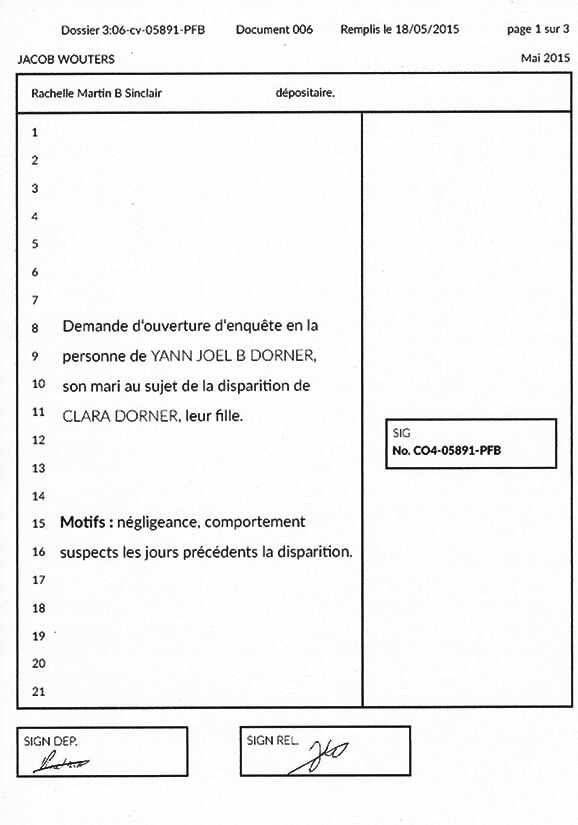 Dossier 3:06-cv-05891-PFB Document 006 Remplis le 18/05/2015 page 1 sur 3
JACOB WOUTERS Mai 2015
Rachelle Martin B Sinclair dépositaire.
1
2
3
4
5
6
7
8 Demande d'ouverture d'enquête en la
9 personne de YANN JOEL B DORNER,
10 son mari au sujet de la disparition de
11 CLARA DORNER, leur fille.
12
SIG
No. CO4-05891-PFB
13
14
15 Motifs : négligeance, comportement
16 suspects les jours précédents la disparition.
17
18
19
20
21
SIGN DEP. SIGN REL.